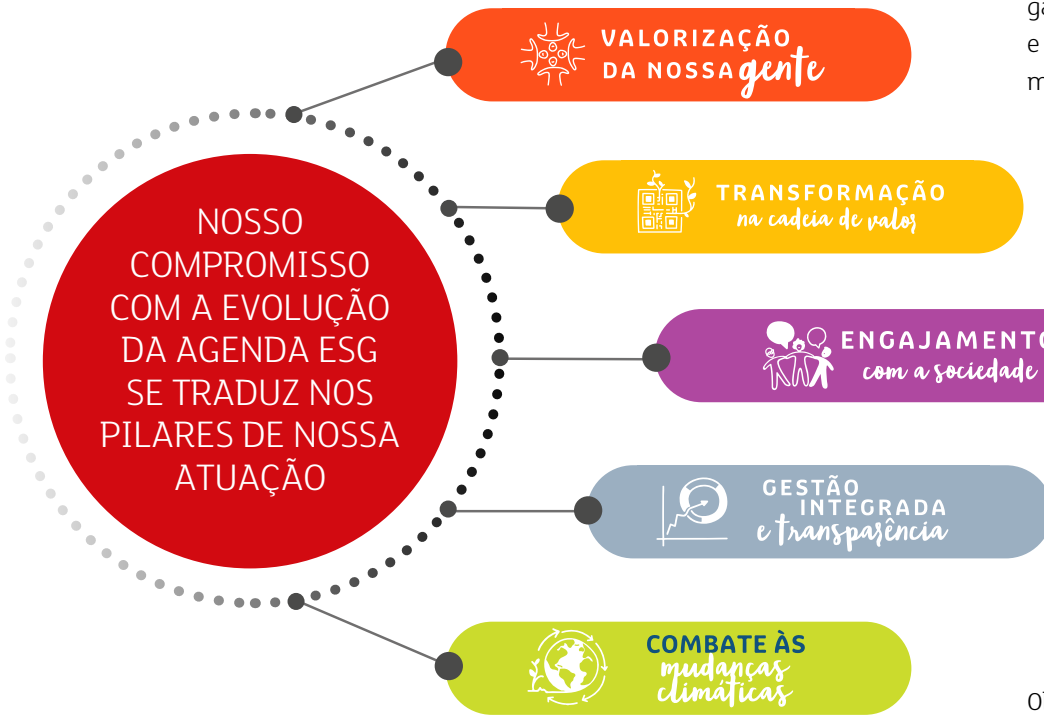 NOSSO
COMPROMISSO
COM A EVOLUÇÃO
DA AGENDA ESG
SE TRADUZ NOS
PILARES DE NOSSA
ATUAÇÃO
VALORIZAÇÃO
DA NOSSA gente
TRANSFORMAÇÃO
na cadeia de valor
ENGAJAMENTO
com a sociedade
GESTÃO
INTEGRADA
e transparência
COMBATE ÀS
mudanças
climáticas
e
m